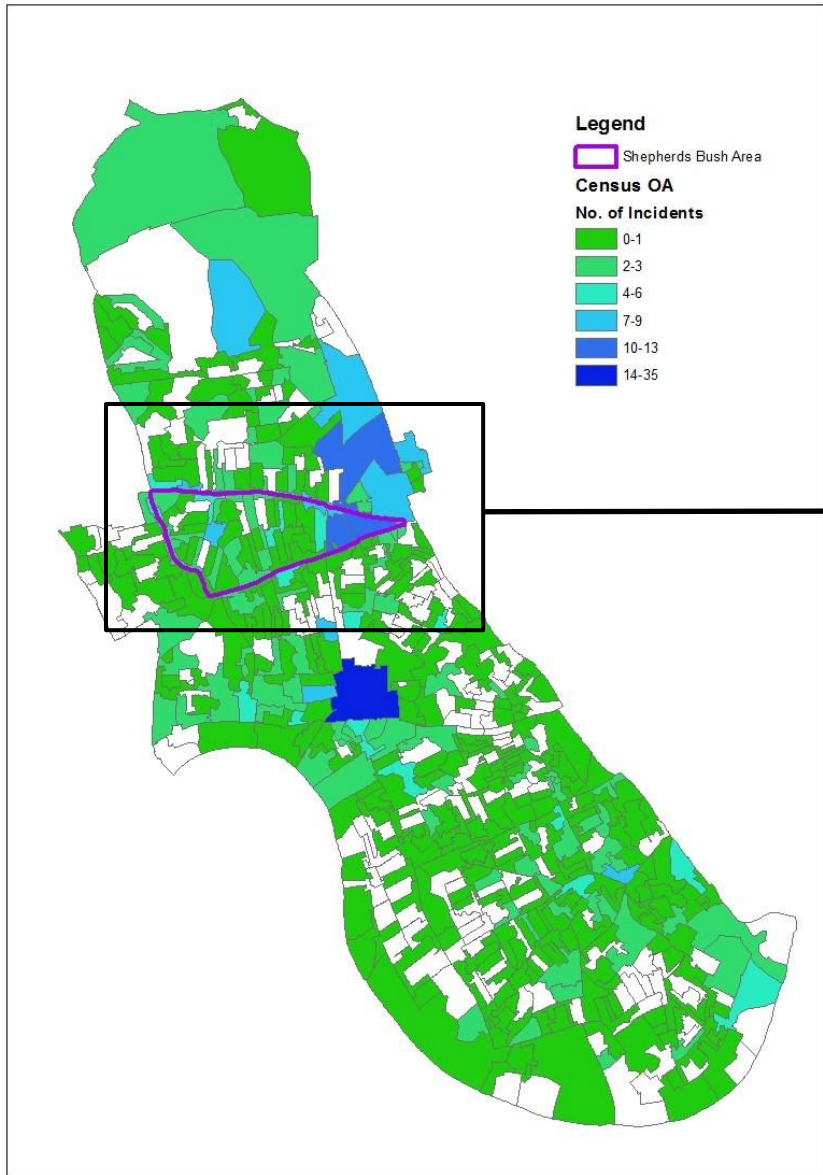 Legend
Shepherds Bush Area
Census OA
No. of Incidents
0-1
2-3
4-6
7-9
10-13
14-35